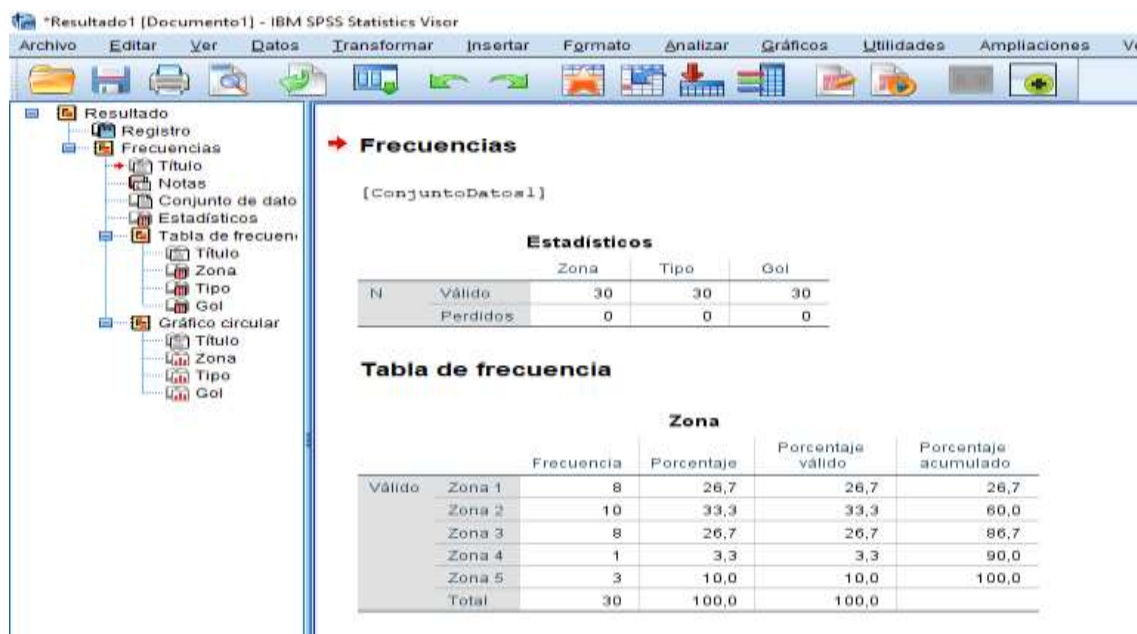 *Resultado1 [Documento1] - IBM SPSS Statistics Visor
Archivo Editar Ver Datos Transformar Insertar Formato Analizar Gráficos Utilidades Ampliaciones
Resultado
Registro
Frecuencias
Título
Notas
Conjunto de dato
Estadísticos
Tabla de frecuen
Título
Zona
Tipo
Gol
Gráfico circular
Título
Zona
Tipo
Gol
Frecuencias
[ConjuntoDatos1]
Estadísticos
Zona Tipo Gol
N Válido 30 30 30
Perdidos 0 0 0
Tabla de frecuencia
Zona
Frecuencia Porcentaje Porcentaje válido Porcentaje acumulado
Válido Zona 1 8 26,7 26,7 26,7
Zona 2 10 33,3 33,3 60,0
Zona 3 8 26,7 26,7 86,7
Zona 4 1 3,3 3,3 90,0
Zona 5 3 10,0 10,0 100,0
Total 30 100,0 100,0